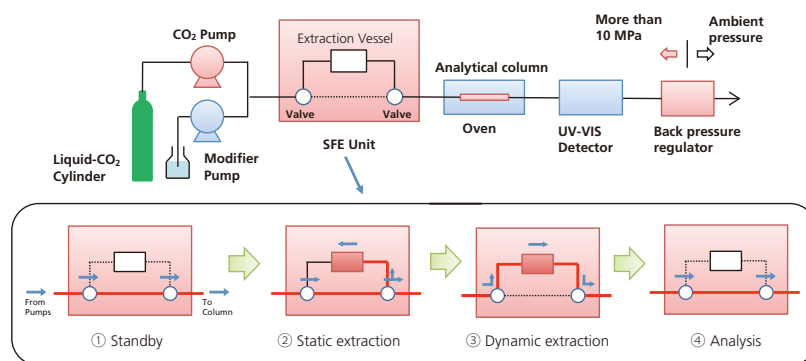 More than
10 MPa
Ambient
pressure
CO₂ Pump
Extraction Vessel
Analytical column
Valve
Valve
Oven
UV-VIS
Detector
Back pressure
regulator
Liquid-CO₂
Cylinder
Modifier
Pump
SFE Unit
From
Pumps
To
Column
① Standby
② Static extraction
③ Dynamic extraction
④ Analysis